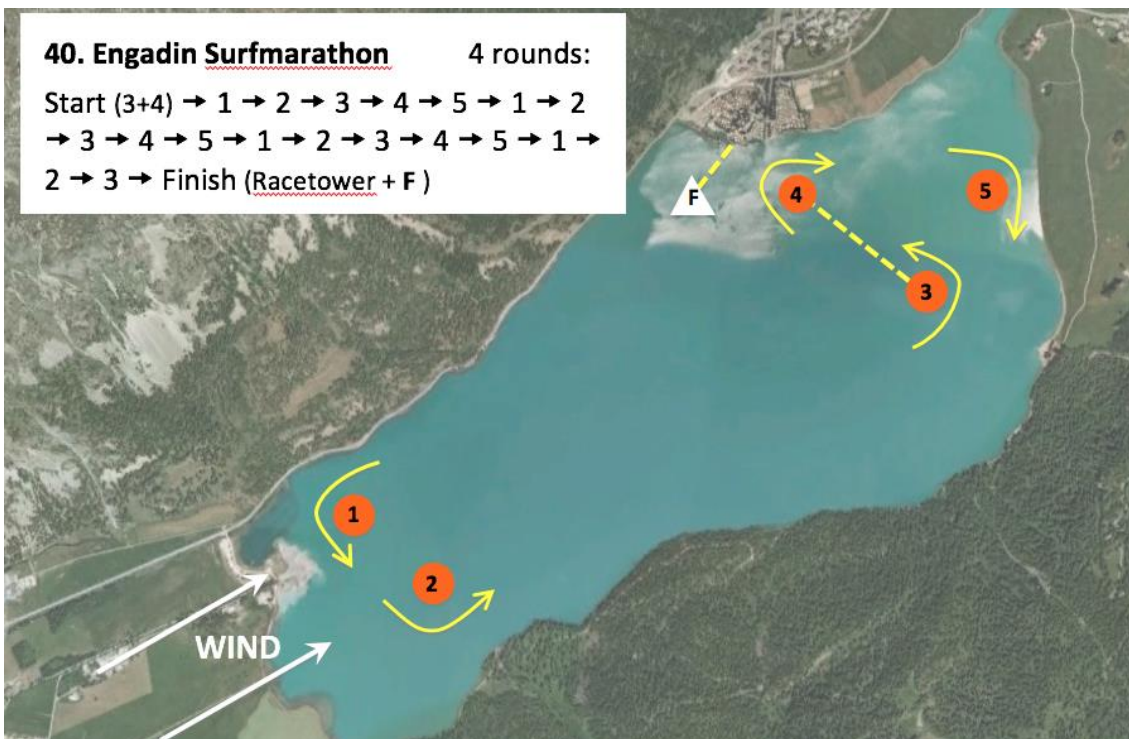 40. Engadin Surfmarathon 4 rounds:
Start (3+4) → 1 → 2 → 3 → 4 → 5 → 1 → 2
→ 3 → 4 → 5 → 1 → 2 → 3 → 4 → 5 → 1 →
2 → 3 → Finish (Racetower + F )
F
4
5
3
1
2
WIND